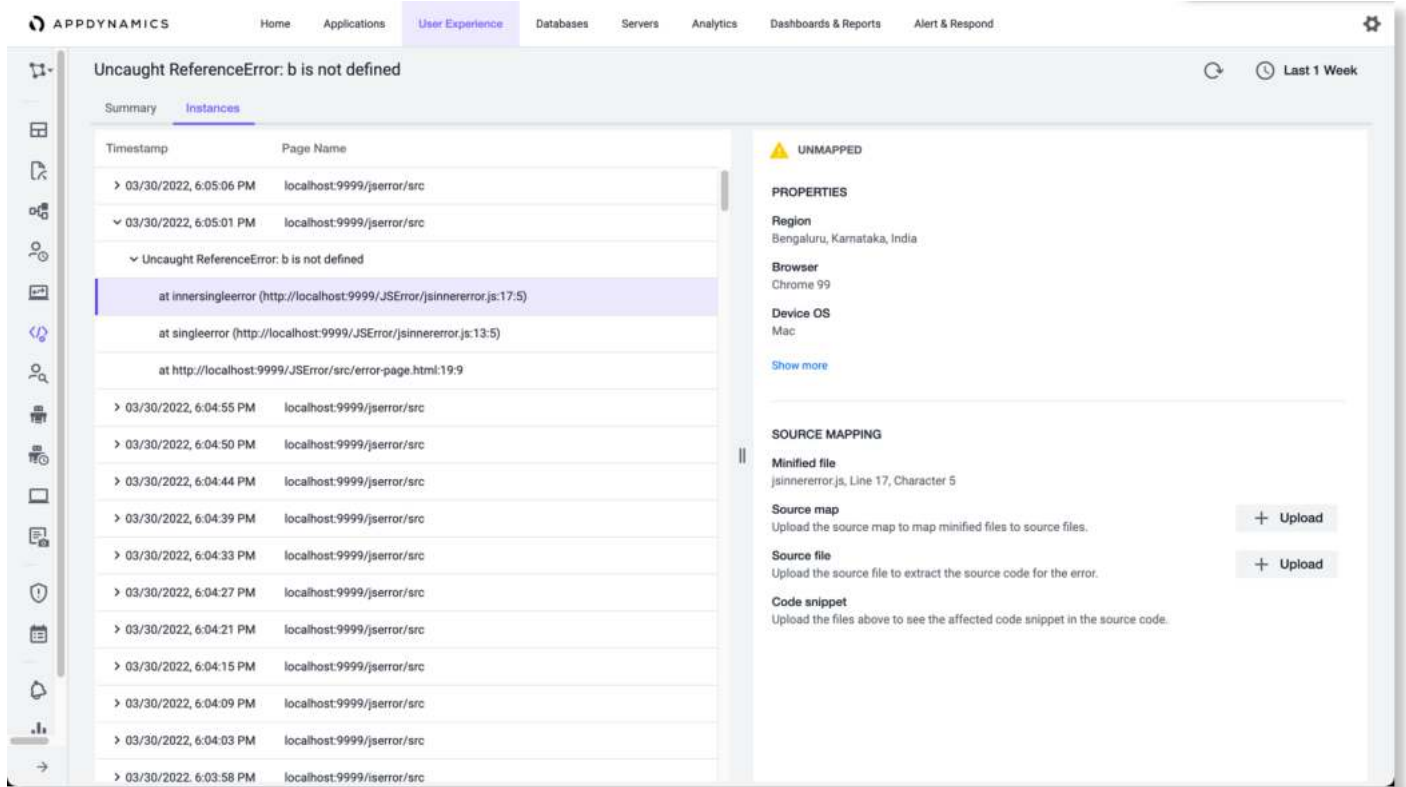 APPDYNAMICS Home Applications User Experience Databases Servers Analytics Dashboards & Reports Alert & Respond
Uncaught ReferenceError: b is not defined
Last 1 Week
Summary Instances
Timestamp Page Name
03/30/2022, 6:05:06 PM localhost:9999/jserror/src
03/30/2022, 6:05:01 PM localhost:9999/jserror/src
Uncaught ReferenceError: b is not defined
at innersingleerror (http://localhost:9999/JSError/jsinnererror.js:17:5)
at singleerror (http://localhost:9999/JSError/jsinnererror.js:13:5)
at http://localhost:9999/JSError/src/error-page.html:19:9
03/30/2022, 6:04:55 PM localhost:9999/jserror/src
03/30/2022, 6:04:50 PM localhost:9999/jserror/src
03/30/2022, 6:04:44 PM localhost:9999/jserror/src
03/30/2022, 6:04:39 PM localhost:9999/jserror/src
03/30/2022, 6:04:33 PM localhost:9999/jserror/src
03/30/2022, 6:04:27 PM localhost:9999/jserror/src
03/30/2022, 6:04:21 PM localhost:9999/jserror/src
03/30/2022, 6:04:15 PM localhost:9999/jserror/src
03/30/2022, 6:04:09 PM localhost:9999/jserror/src
03/30/2022, 6:04:03 PM localhost:9999/jserror/src
03/30/2022, 6:03:58 PM localhost:9999/jserror/src
UNMAPPED
PROPERTIES
Region
Bengaluru, Karnataka, India
Browser
Chrome 99
Device OS
Mac
Show more
SOURCE MAPPING
Minified file
jsinnererror.js, Line 17, Character 5
Source map
Upload the source map to map minified files to source files.
+ Upload
Source file
Upload the source file to extract the source code for the error.
+ Upload
Code snippet
Upload the files above to see the affected code snippet in the source code.